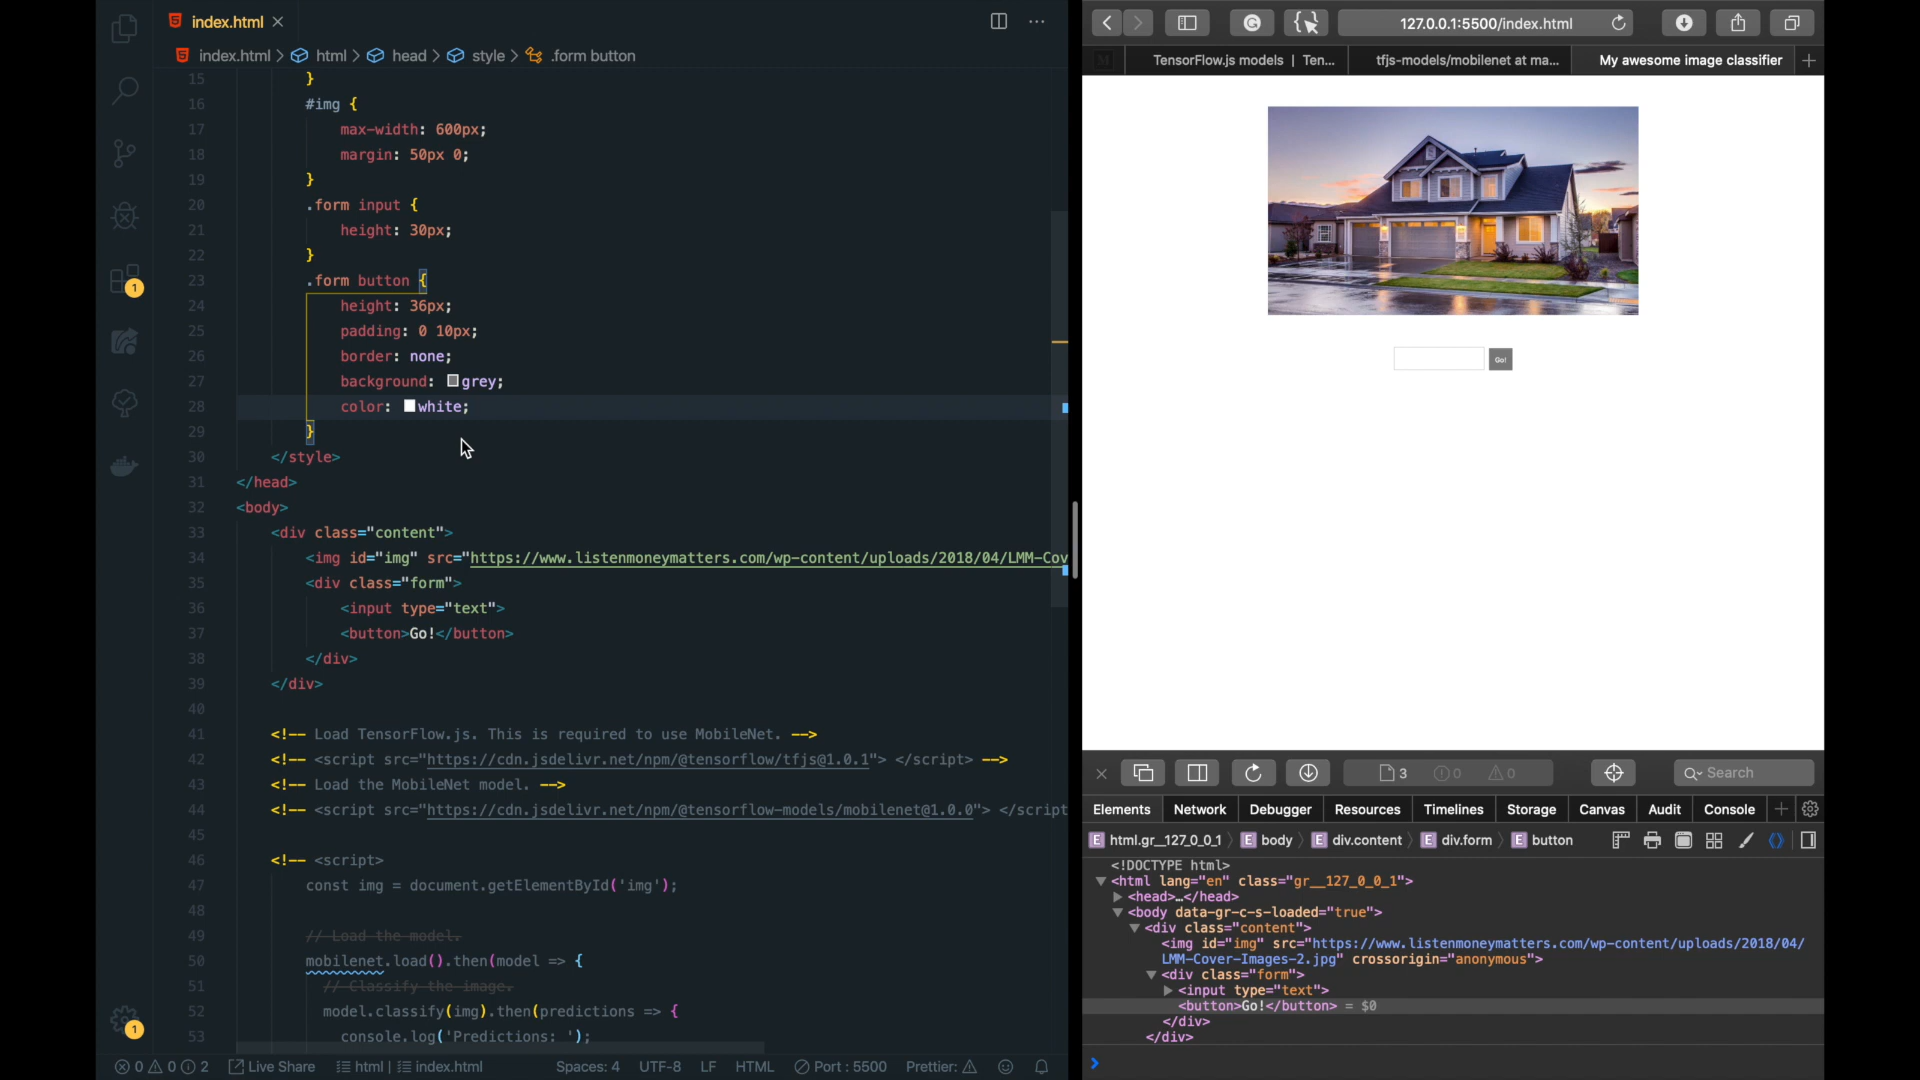 index.html
index.html > html > head > style > .form button
15 }
16 #img {
17 max-width: 600px;
18 margin: 50px 0;
19 }
20 .form input {
21 height: 30px;
22 }
23 .form button {
24 height: 36px;
25 padding: 0 10px;
26 border: none;
27 background: grey;
28 color: white;
29 }
30 </style>
31 </head>
32 <body>
33 <div class="content">
34 <img id="img" src="https://www.listenmoneymatters.com/wp-content/uploads/2018/04/LMM-Cov
35 <div class="form">
36 <input type="text">
37 <button>Go!</button>
38 </div>
39 </div>
40
41 <!-- Load TensorFlow.js. This is required to use MobileNet. -->
42 <!-- <script src="https://cdn.jsdelivr.net/npm/@tensorflow/tfjs@1.0.1"> </script> -->
43 <!-- Load the MobileNet model. -->
44 <!-- <script src="https://cdn.jsdelivr.net/npm/@tensorflow-models/mobilenet@1.0.0"> </script
45
46 <!-- <script>
47 const img = document.getElementById('img');
48
49 // Load the model.
50 mobilenet.load().then(model => {
51 // Classify the image.
52 model.classify(img).then(predictions => {
53 console.log('Predictions: ');
1
1
0 0 2 Live Share html | index.html Spaces: 4 UTF-8 LF HTML Port : 5500 Prettier:
127.0.0.1:5500/index.html
TensorFlow.js models | Ten... tfjs-models/mobilenet at ma... My awesome image classifier
Go!
3 0 0 Search
Elements Network Debugger Resources Timelines Storage Canvas Audit Console
E html.gr__127_0_0_1 E body E div.content E div.form E button
<!DOCTYPE html>
<html lang="en" class="gr__127_0_0_1">
<head>…</head>
<body data-gr-c-s-loaded="true">
<div class="content">
<img id="img" src="https://www.listenmoneymatters.com/wp-content/uploads/2018/04/
LMM-Cover-Images-2.jpg" crossorigin="anonymous">
<div class="form">
<input type="text">
<button>Go!</button> = $0
</div>
</div>